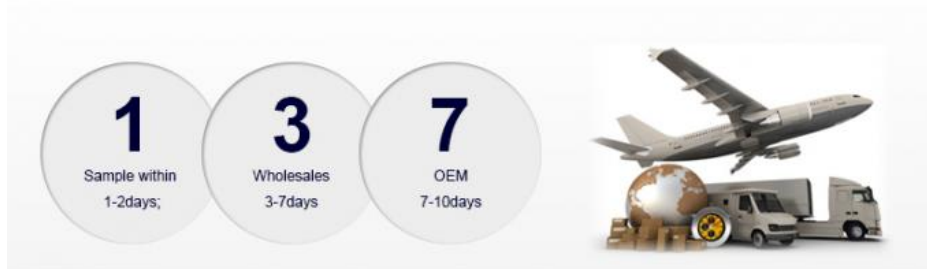 1
Sample within
1-2days;
3
Wholesales
3-7days
7
OEM
7-10days